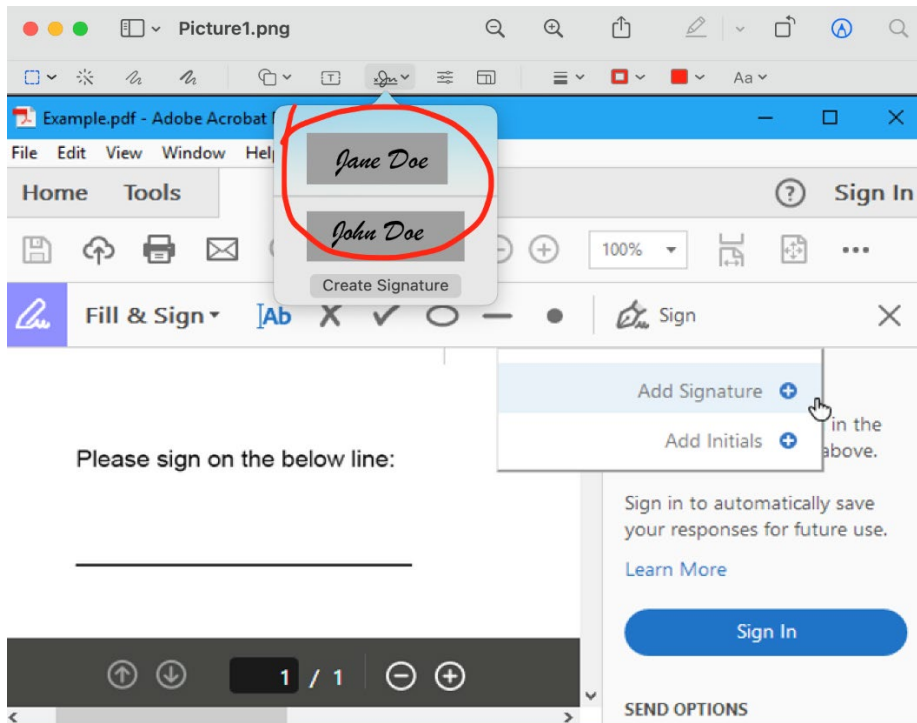 Picture1.png
Aa
Example.pdf - Adobe Acrobat
File Edit View Window Hel
Jane Doe
John Doe
Create Signature
Home Tools
? Sign In
100%
Fill & Sign
Ab
Sign
Add Signature
Add Initials
in the
above.
Please sign on the below line:
Sign in to automatically save
your responses for future use.
Learn More
Sign In
1 / 1
SEND OPTIONS